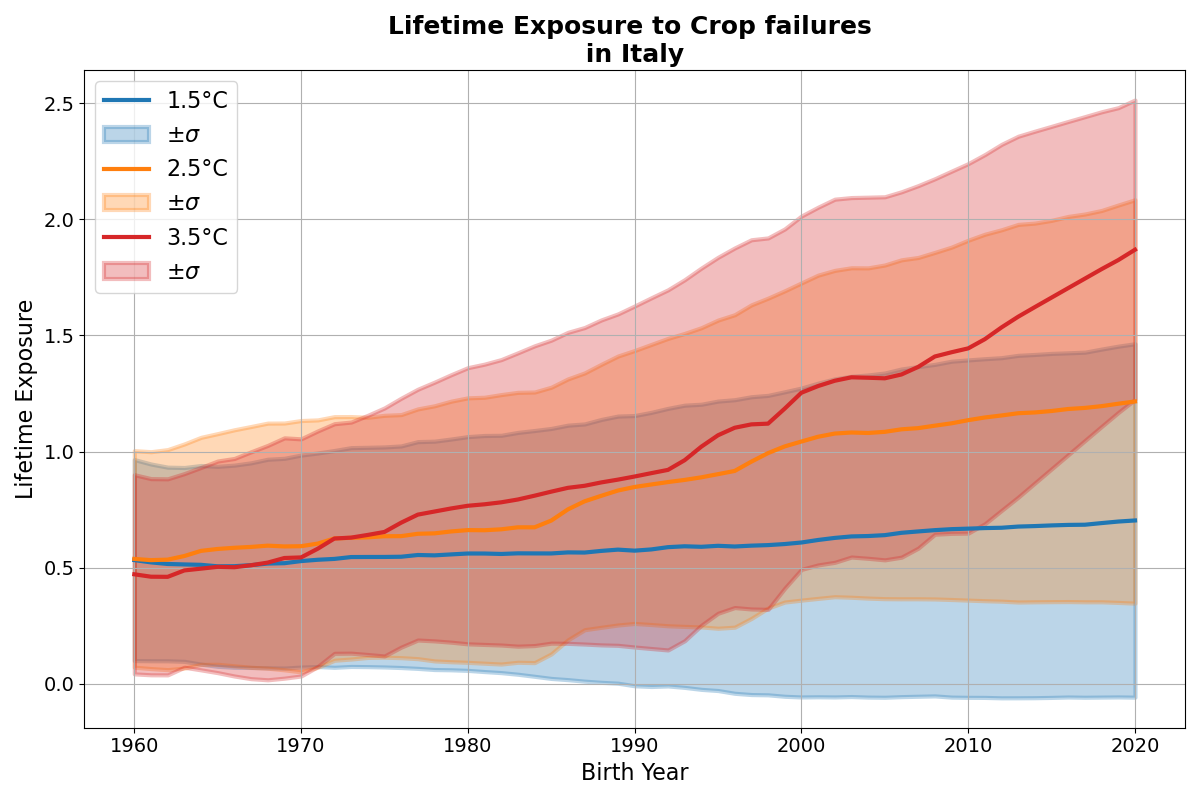 Lifetime Exposure to Crop failures
in Italy
1.5°C
±σ
2.5°C
±σ
3.5°C
±σ
Lifetime Exposure
2.5
2.0
1.5
1.0
0.5
0.0
1960 1970 1980 1990 2000 2010 2020
Birth Year